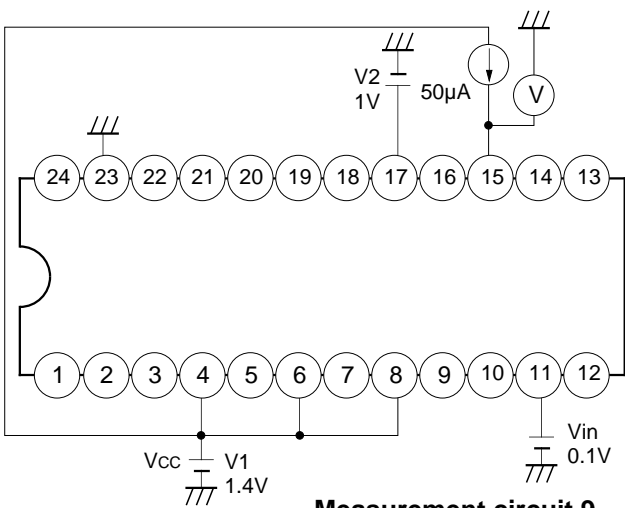 V2
1V
50μA
V
24 23 22 21 20 19 18 17 16 15 14 13
1 2 3 4 5 6 7 8 9 10 11 12
Vcc V1
1.4V
Vin
0.1V
Measurement circuit 9